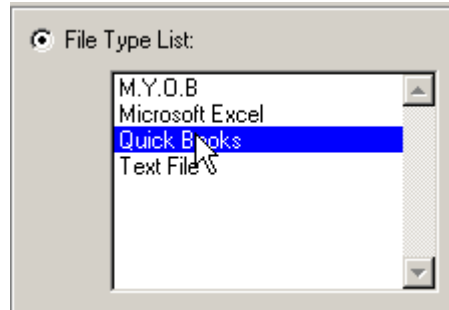 File Type List:
M.Y.O.B
Microsoft Excel
Quick Books
Text File